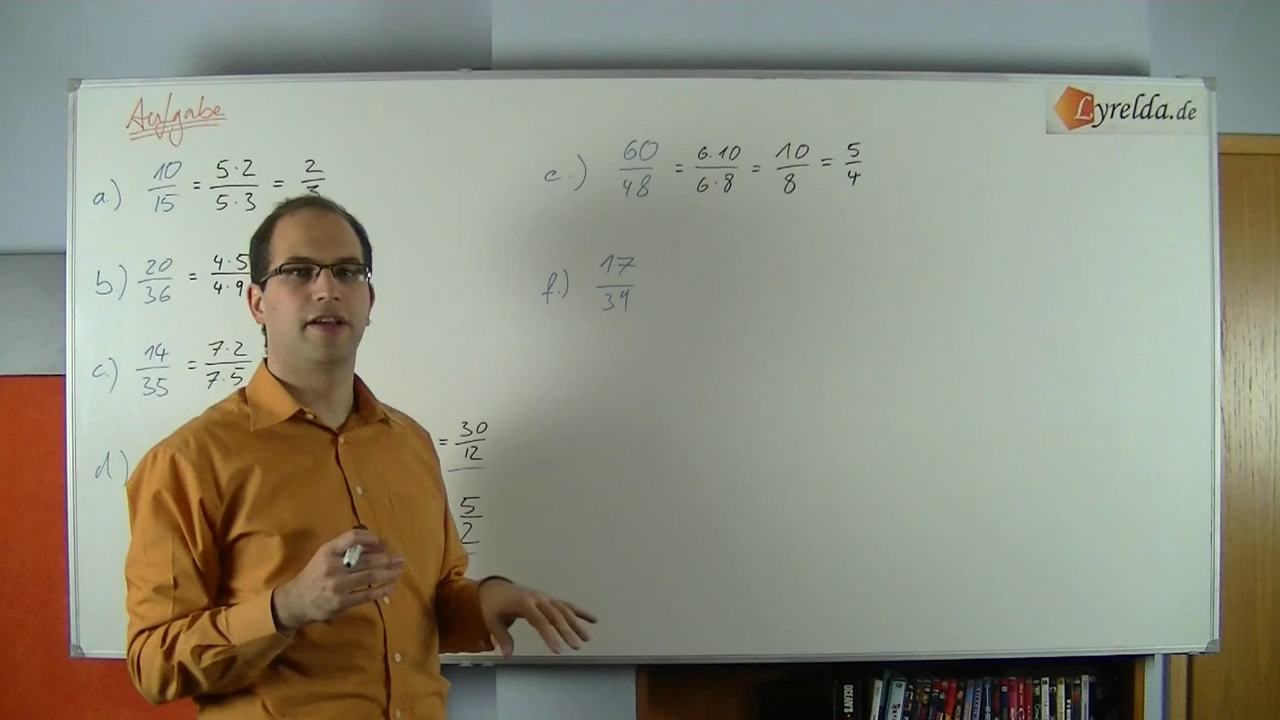 Aufgabe
a.) 10/15 = 5·2/5·3 = 2/3
b.) 20/36 = 4·5/4·9
c.) 14/35 = 7·2/7·5
d.) = 30/12
5/2
e.) 60/48 = 6·10/6·8 = 10/8 = 5/4
f.) 17/39
Lyrelda.de